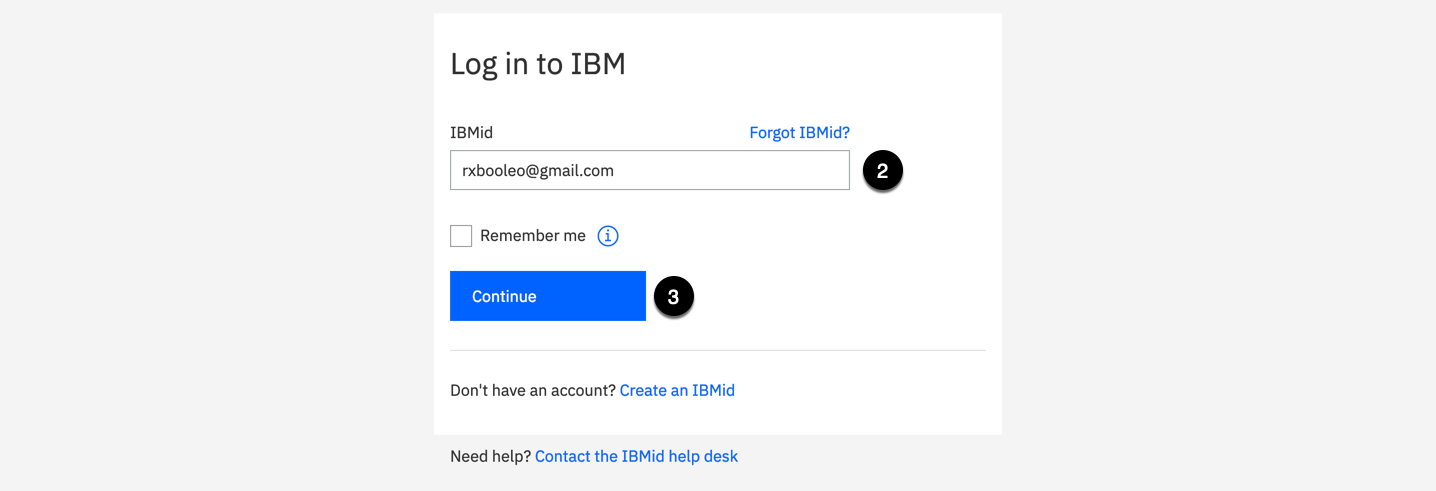 Log in to IBM
IBMid Forgot IBMid?
rxbooleo@gmail.com 2
Remember me i
Continue 3
Don't have an account? Create an IBMid
Need help? Contact the IBMid help desk